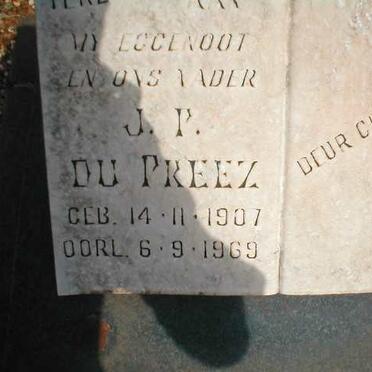 MY EGGENOOT
EN ONS VADER
J. P.
DU PREEZ
GEB. 14·11·1907
OORL. 6·9·1969
DEUR